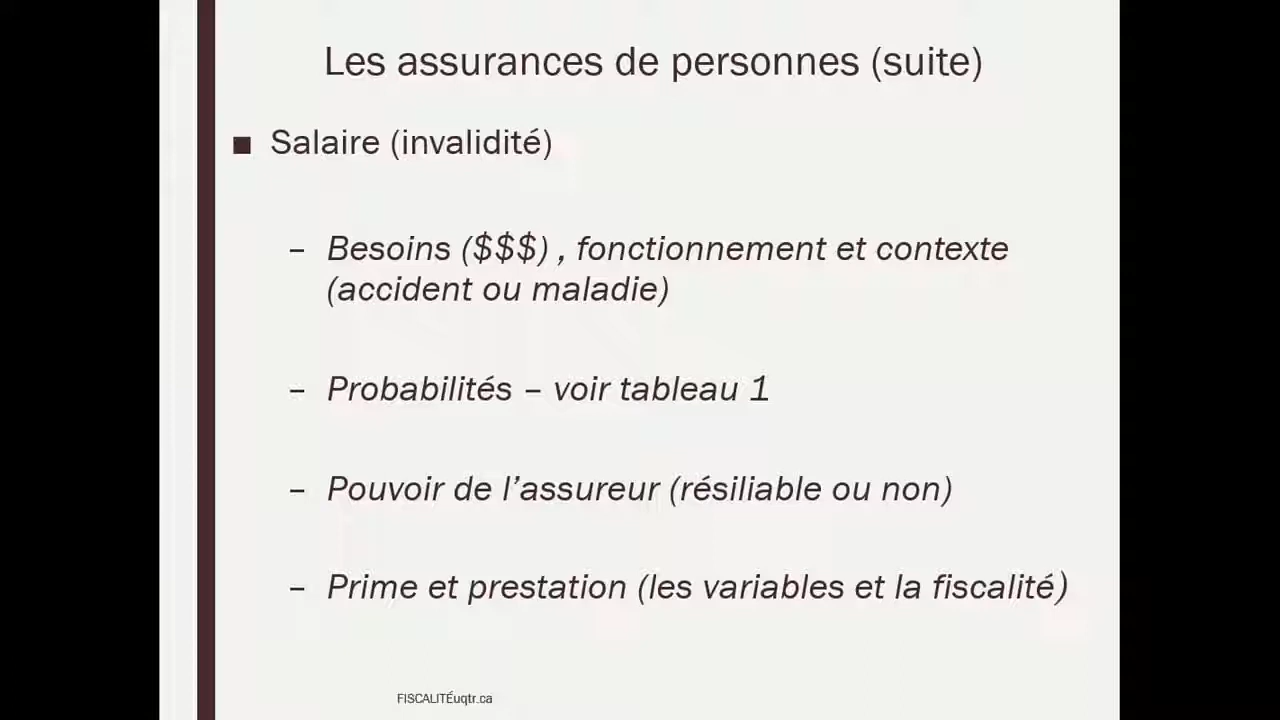 Les assurances de personnes (suite)
■ Salaire (invalidité)
– Besoins ($$$) , fonctionnement et contexte
(accident ou maladie)
– Probabilités – voir tableau 1
– Pouvoir de l’assureur (résiliable ou non)
– Prime et prestation (les variables et la fiscalité)
FISCALITÉuqtr.ca